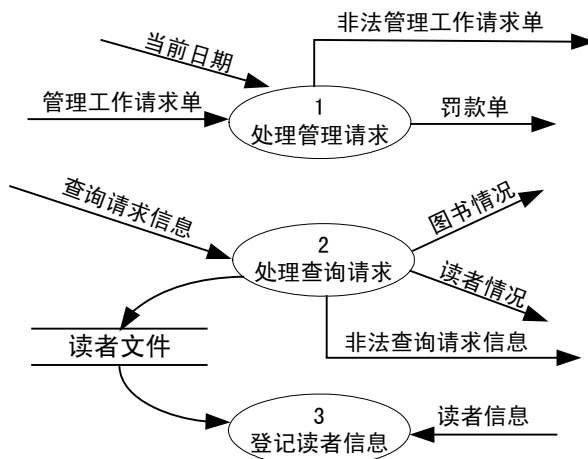 非法管理工作请求单
当前日期
管理工作请求单
1
处理管理请求
罚款单
查询请求信息
图书情况
2
处理查询请求
读者情况
读者文件
非法查询请求信息
3
登记读者信息
读者信息